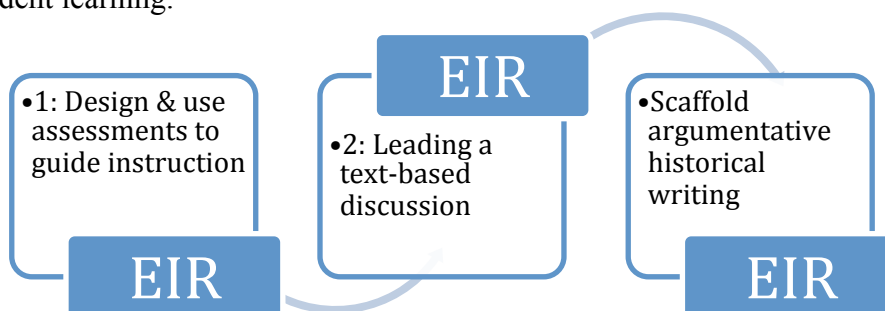 dent learning.
•1: Design & use
assessments to
guide instruction
EIR
EIR
•2: Leading a
text-based
discussion
•Scaffold
argumentative
historical
writing
EIR